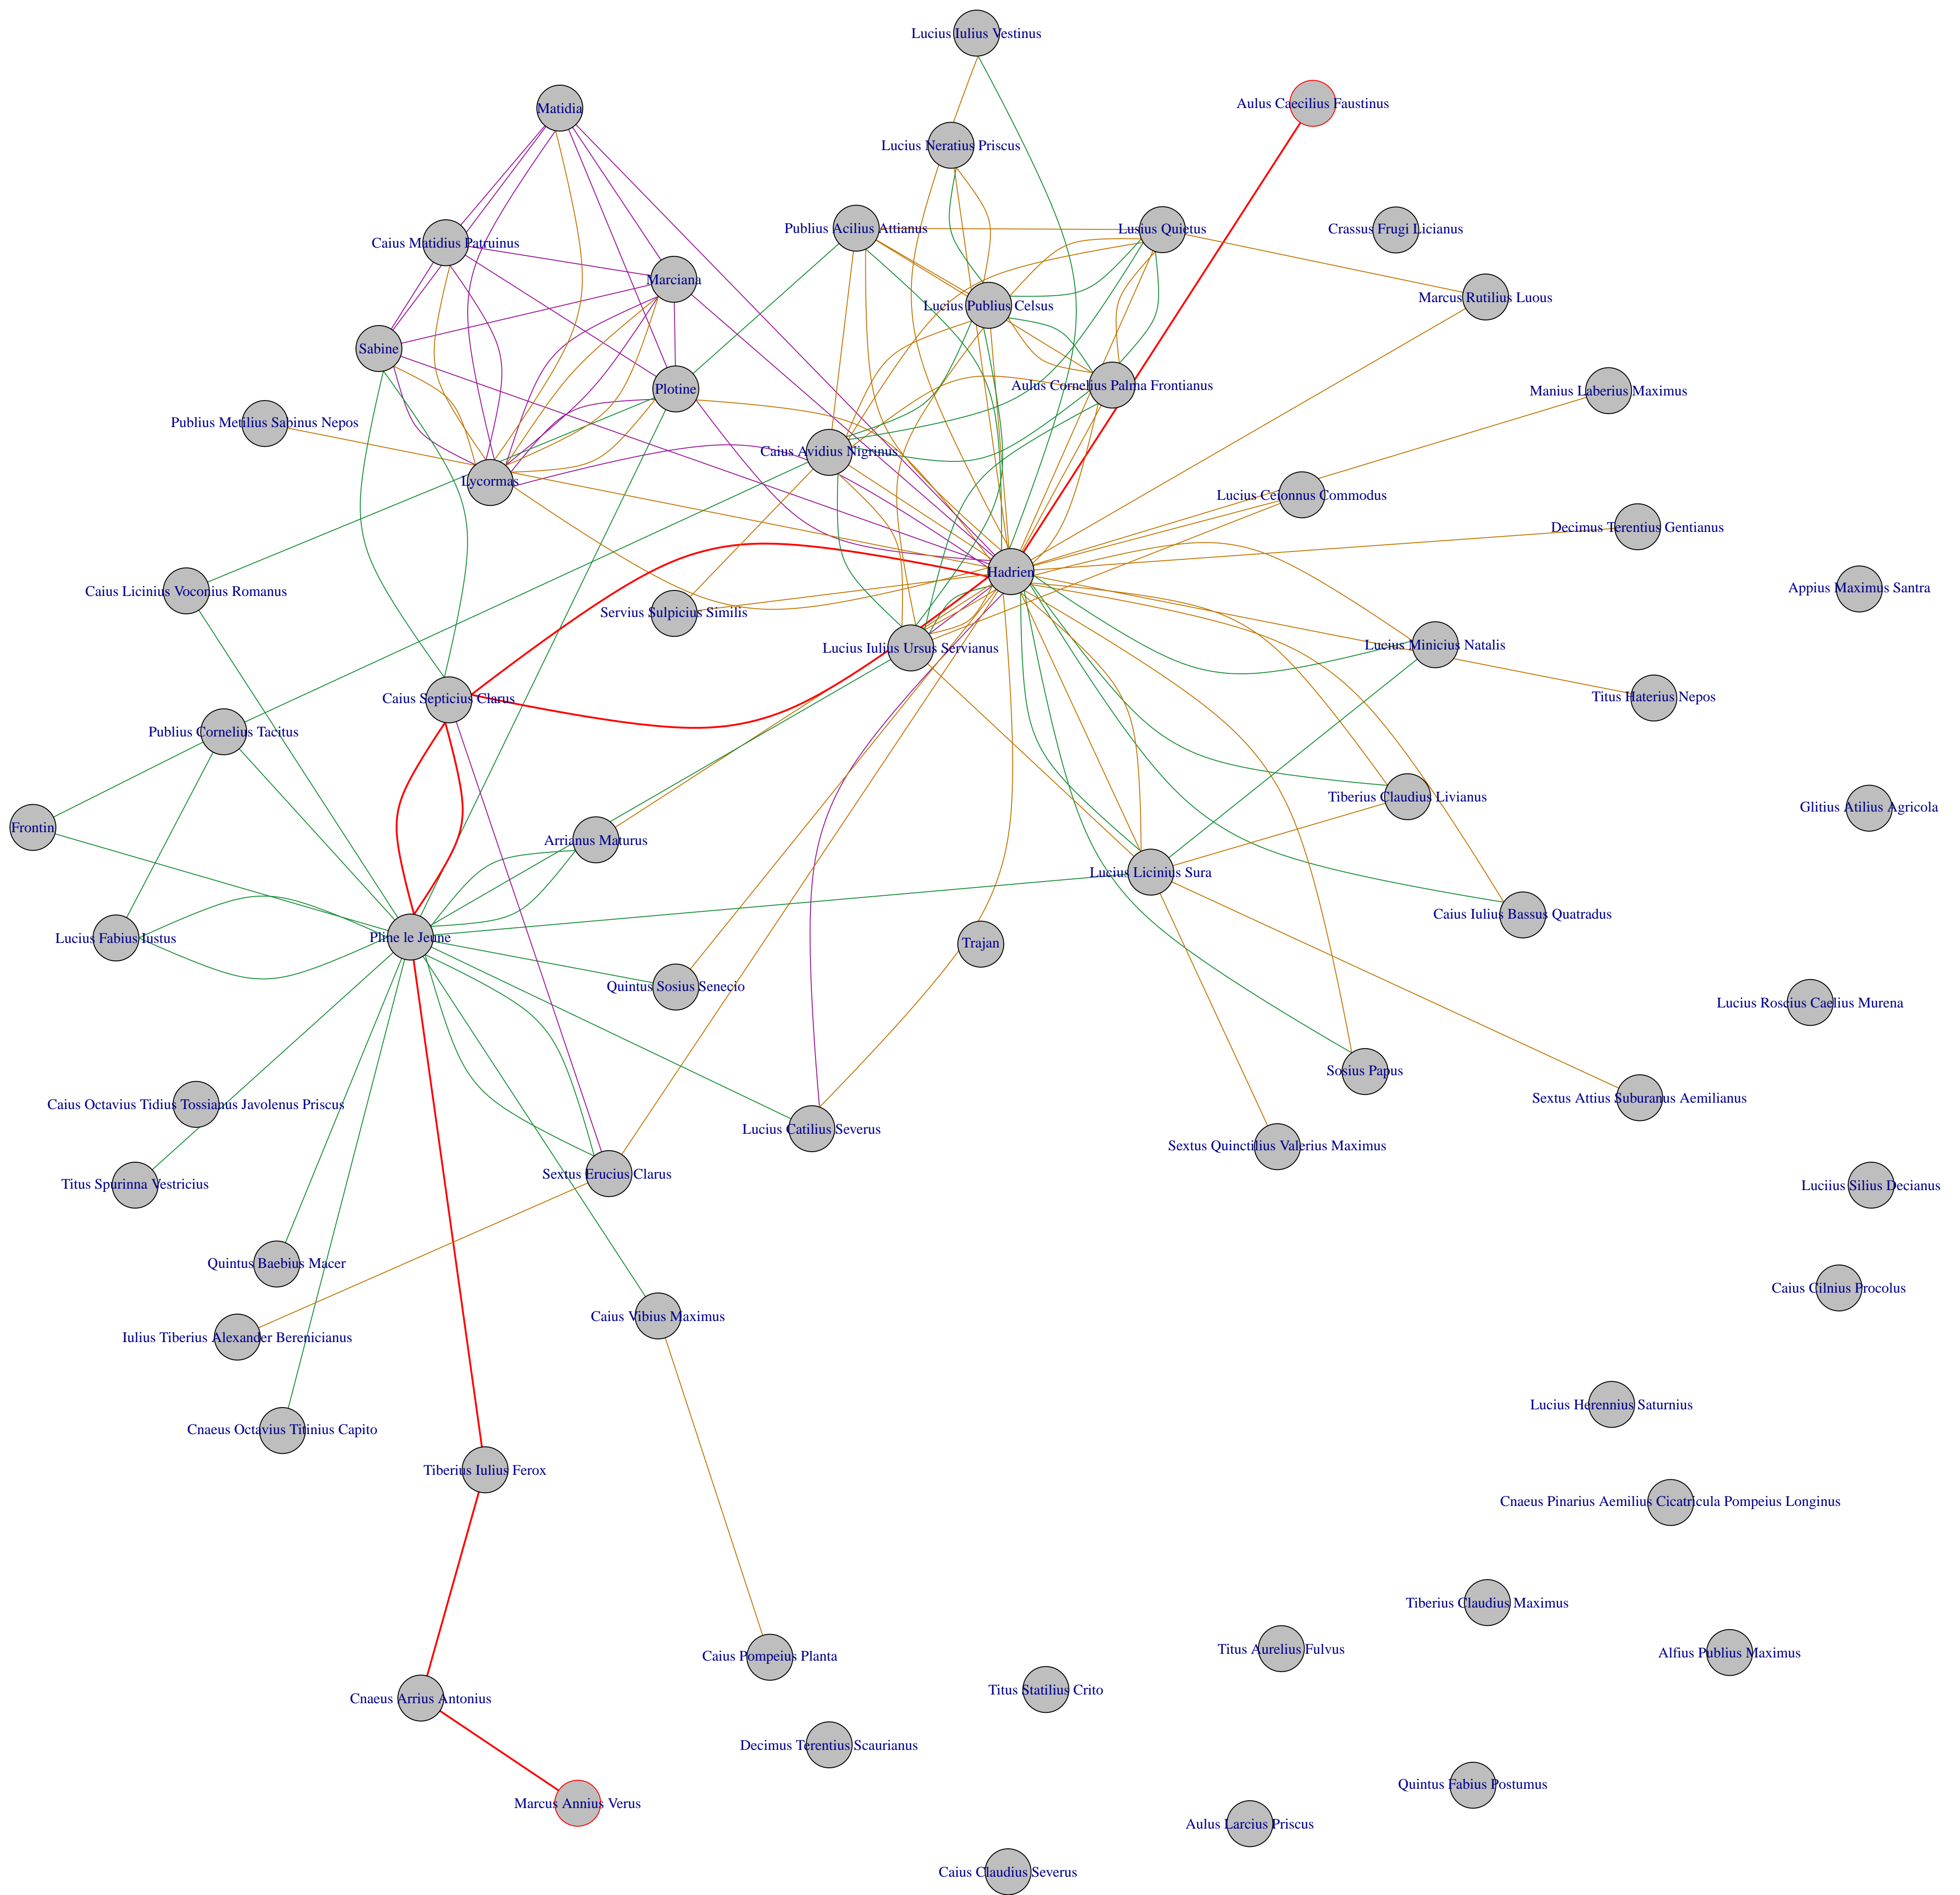 Lucius Iulius Vestinus
Aulus Caecilius Faustinus
Matidia
Lucius Neratius Priscus
Publius Acilius Attianus
Lusius Quietus
Crassus Frugi Licianus
Caius Matidius Patruinus
Marciana
Marcus Rutilius Luous
Lucius Publius Celsus
Sabine
Plotine
Aulus Cornelius Palma Frontianus
Manius Laberius Maximus
Publius Metilius Sabinus Nepos
Caius Avidius Nigrinus
Lycormas
Lucius Ceionnus Commodus
Decimus Terentius Gentianus
Hadrien
Caius Licinius Voconius Romanus
Appius Maximus Santra
Servius Sulpicius Similis
Lucius Iulius Ursus Servianus
Lucius Minicius Natalis
Caius Septicius Clarus
Titus Haterius Nepos
Publius Cornelius Tacitus
Tiberius Claudius Livianus
Glitius Atilius Agricola
Frontin
Arrianus Maturus
Lucius Licinius Sura
Caius Iulius Bassus Quatradus
Lucius Fabius Iustus
Pline le Jeune
Trajan
Quintus Sosius Senecio
Lucius Roscius Caelius Murena
Sosius Papus
Sextus Attius Suburanus Aemilianus
Caius Octavius Tidius Tossianus Javolenus Priscus
Lucius Catilius Severus
Sextus Quinctilius Valerius Maximus
Sextus Erucius Clarus
Titus Spurinna Vestricius
Luciius Silius Decianus
Quintus Baebius Macer
Caius Cilnius Procolus
Caius Vibius Maximus
Iulius Tiberius Alexander Berenicianus
Lucius Herennius Saturnius
Cnaeus Octavius Titinius Capito
Tiberius Iulius Ferox
Cnaeus Pinarius Aemilius Cicatricula Pompeius Longinus
Tiberius Claudius Maximus
Titus Aurelius Fulvus
Alfius Publius Maximus
Caius Pompeius Planta
Titus Statilius Crito
Cnaeus Arrius Antonius
Decimus Terentius Scaurianus
Quintus Fabius Postumus
Marcus Annius Verus
Aulus Larcius Priscus
Caius Claudius Severus